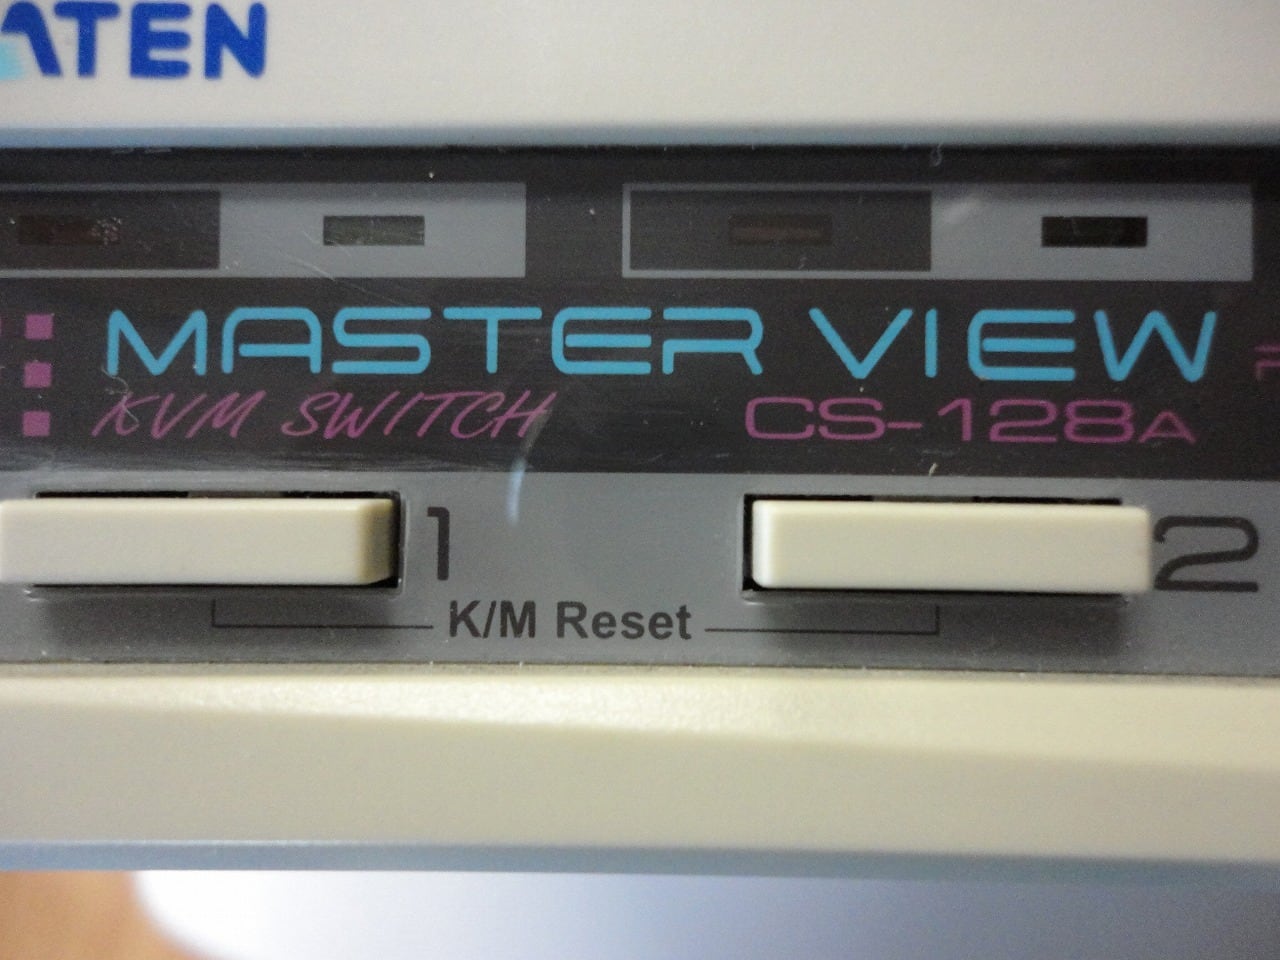 ATEN
MASTER VIEW
KVM SWITCH CS-128A
1 2
K/M Reset